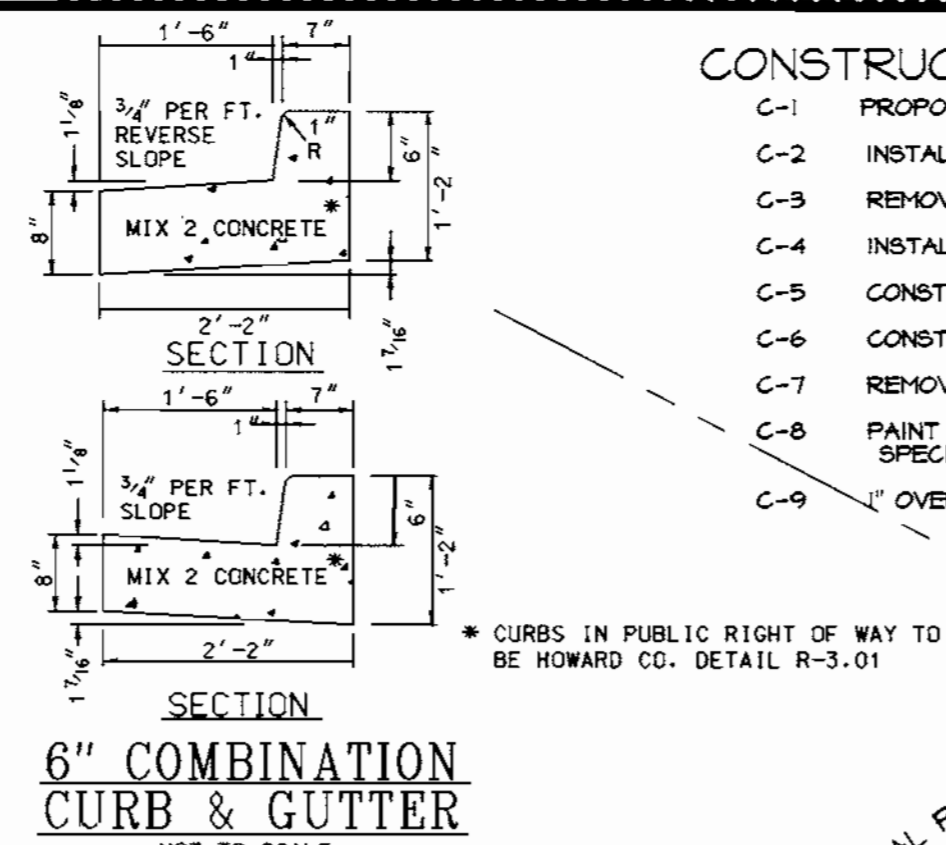 1'-6"
7"
1"
1 1/8"
3/4" PER FT.
REVERSE
SLOPE
1"
R
6"
1'-2"
8"
MIX 2 CONCRETE
*
2'-2"
1 7/16"
SECTION
1'-6"
7"
1"
1 1/8"
3/4" PER FT.
SLOPE
6"
1'-2"
8"
MIX 2 CONCRETE
*
2'-2"
1 7/16"
SECTION
6" COMBINATION
CURB & GUTTER
* CURBS IN PUBLIC RIGHT OF WAY TO
BE HOWARD CO. DETAIL R-3.01
CONSTRUC
C-1 PROPO
C-2 INSTAL
C-3 REMOV
C-4 INSTAL
C-5 CONST
C-6 CONST
C-7 REMOV
C-8 PAINT
SPECI
C-9 1" OVE